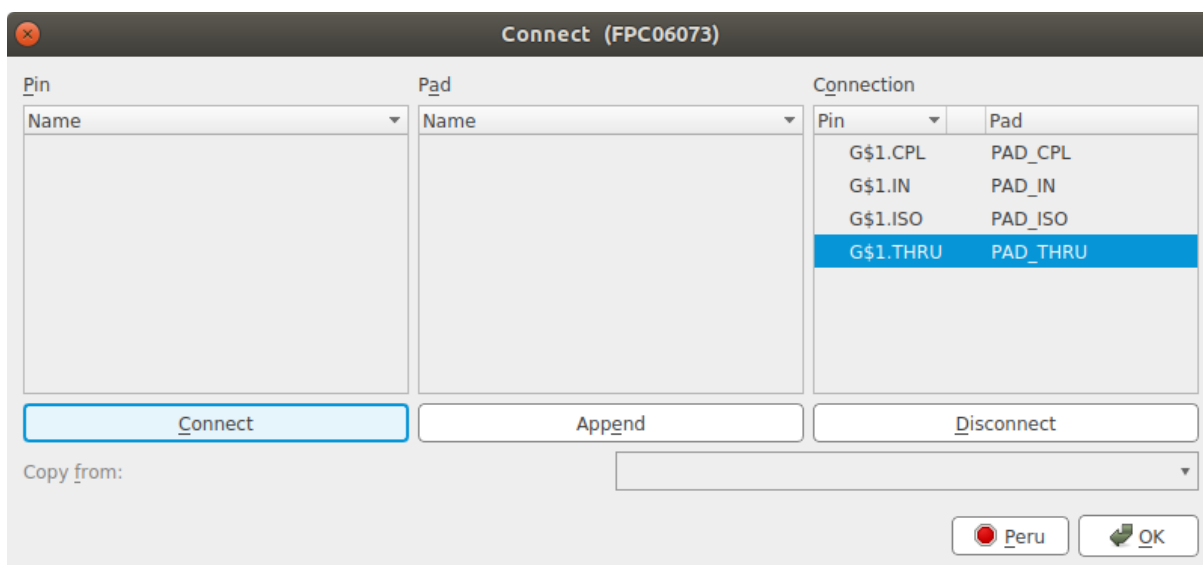 Connect (FPC06073)
Pin
Pad
Connection
Name
Name
Pin
Pad
G$1.CPL PAD_CPL
G$1.IN PAD_IN
G$1.ISO PAD_ISO
G$1.THRU PAD_THRU
Connect
Append
Disconnect
Copy from:
Peru
OK